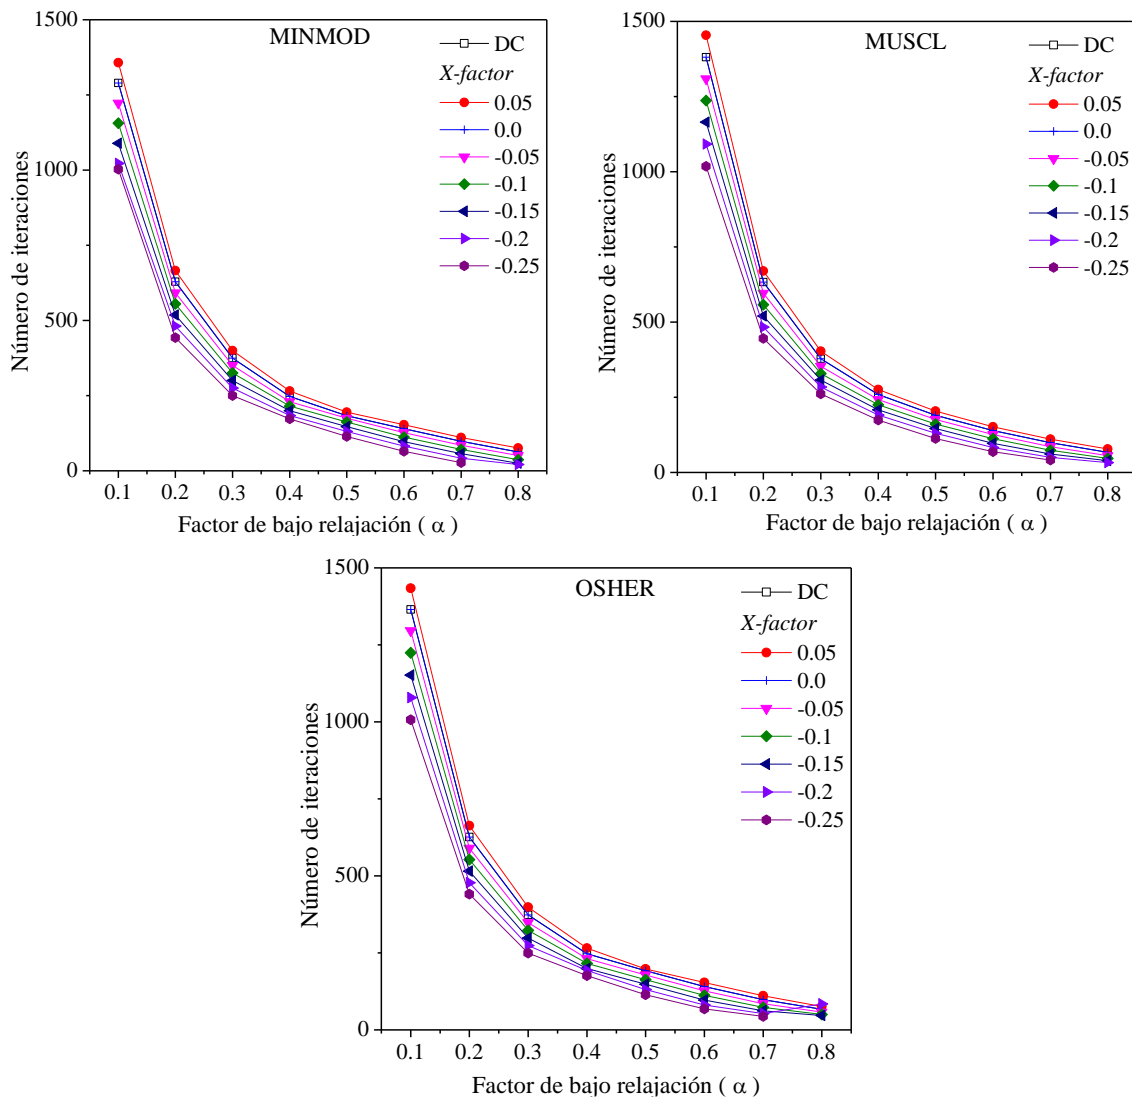 MINMOD
Número de iteraciones
1500
1000
500
0
DC
X-factor
0.05
0.0
-0.05
-0.1
-0.15
-0.2
-0.25
0.1 0.2 0.3 0.4 0.5 0.6 0.7 0.8
Factor de bajo relajación ( α )
MUSCL
Número de iteraciones
1500
1000
500
0
DC
X-factor
0.05
0.0
-0.05
-0.1
-0.15
-0.2
-0.25
0.1 0.2 0.3 0.4 0.5 0.6 0.7 0.8
Factor de bajo relajación ( α )
OSHER
Número de iteraciones
1500
1000
500
0
DC
X-factor
0.05
0.0
-0.05
-0.1
-0.15
-0.2
-0.25
0.1 0.2 0.3 0.4 0.5 0.6 0.7 0.8
Factor de bajo relajación ( α )